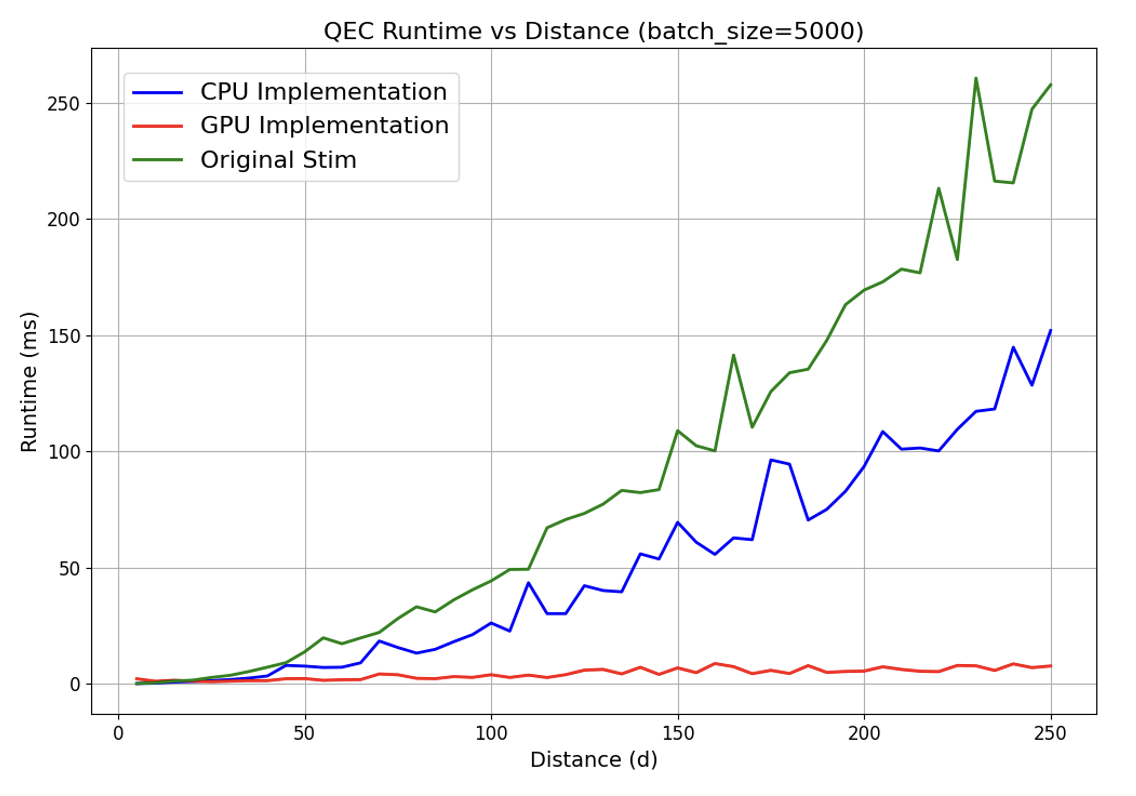 QEC Runtime vs Distance (batch_size=5000)
CPU Implementation
GPU Implementation
Original Stim
Runtime (ms)
250
200
150
100
50
0
0 50 100 150 200 250
Distance (d)